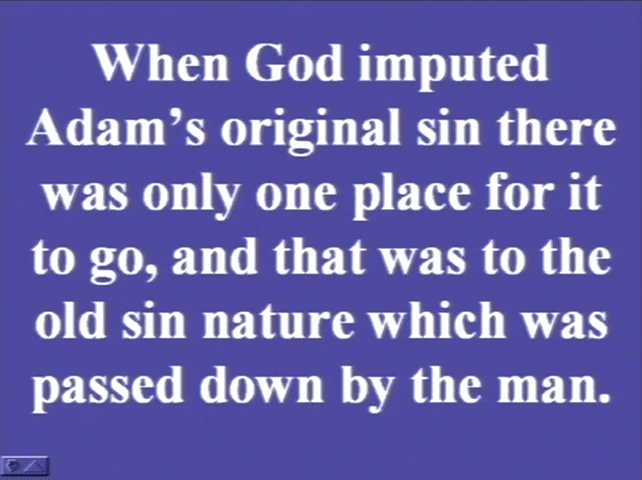 When God imputed
Adam’s original sin there
was only one place for it
to go, and that was to the
old sin nature which was
passed down by the man.